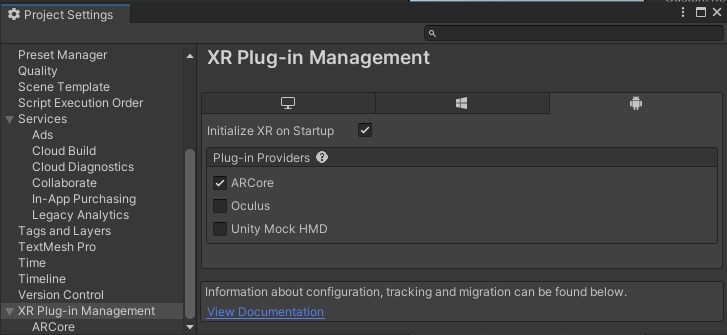 Project Settings
Preset Manager
Quality
Scene Template
Script Execution Order
Services
Ads
Cloud Build
Cloud Diagnostics
Collaborate
In-App Purchasing
Legacy Analytics
Tags and Layers
TextMesh Pro
Time
Timeline
Version Control
XR Plug-in Management
ARCore
XR Plug-in Management
Initialize XR on Startup
Plug-in Providers
ARCore
Oculus
Unity Mock HMD
Information about configuration, tracking and migration can be found below.
View Documentation